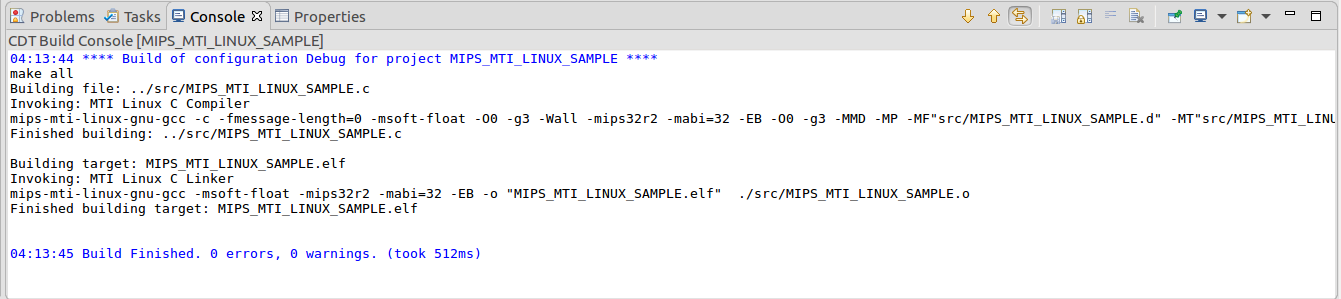 Problems Tasks Console Properties
CDT Build Console [MIPS_MTI_LINUX_SAMPLE]
04:13:44 **** Build of configuration Debug for project MIPS_MTI_LINUX_SAMPLE ****
make all
Building file: ../src/MIPS_MTI_LINUX_SAMPLE.c
Invoking: MTI Linux C Compiler
mips-mti-linux-gnu-gcc -c -fmessage-length=0 -msoft-float -O0 -g3 -Wall -mips32r2 -mabi=32 -EB -O0 -g3 -MMD -MP -MF"src/MIPS_MTI_LINUX_SAMPLE.d" -MT"src/MIPS_MTI_LINU
Finished building: ../src/MIPS_MTI_LINUX_SAMPLE.c
Building target: MIPS_MTI_LINUX_SAMPLE.elf
Invoking: MTI Linux C Linker
mips-mti-linux-gnu-gcc -msoft-float -mips32r2 -mabi=32 -EB -o "MIPS_MTI_LINUX_SAMPLE.elf"  ./src/MIPS_MTI_LINUX_SAMPLE.o
Finished building target: MIPS_MTI_LINUX_SAMPLE.elf
04:13:45 Build Finished. 0 errors, 0 warnings. (took 512ms)